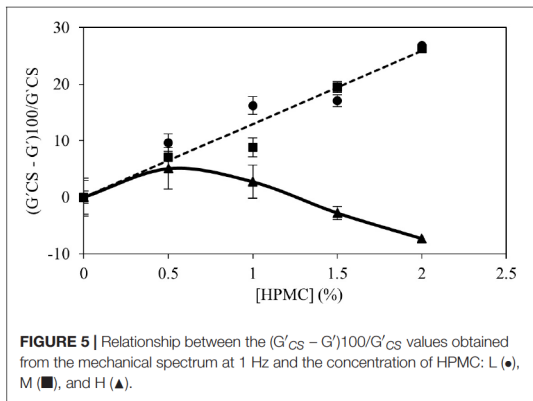 30
20
10
0
-10
(G´CS - G´)100/G`CS
0
0.5
1
1.5
2
2.5
[HPMC] (%)
FIGURE 5 | Relationship between the (G′CS – G′)100/G′CS values obtained
from the mechanical spectrum at 1 Hz and the concentration of HPMC: L (●),
M (■), and H (▲).